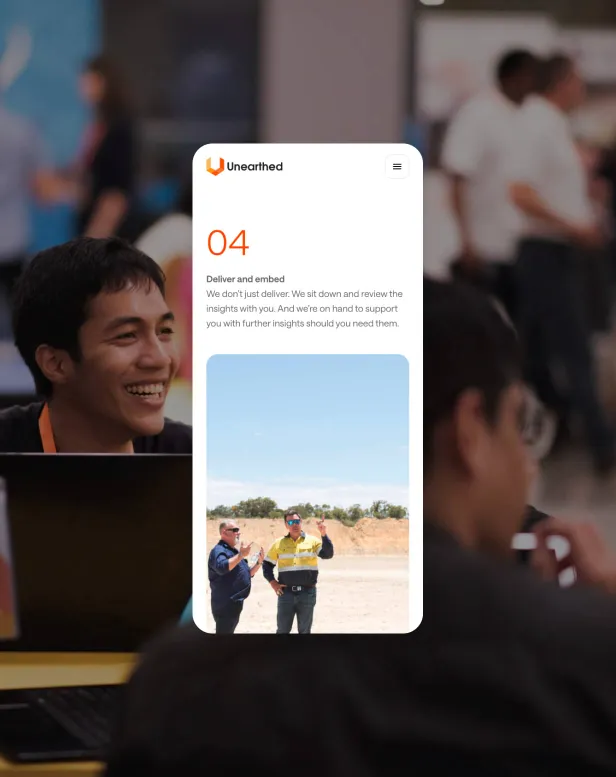 Unearthed
04
Deliver and embed
We don't just deliver. We sit down and review the
insights with you. And we're on hand to support
you with further insights should you need them.